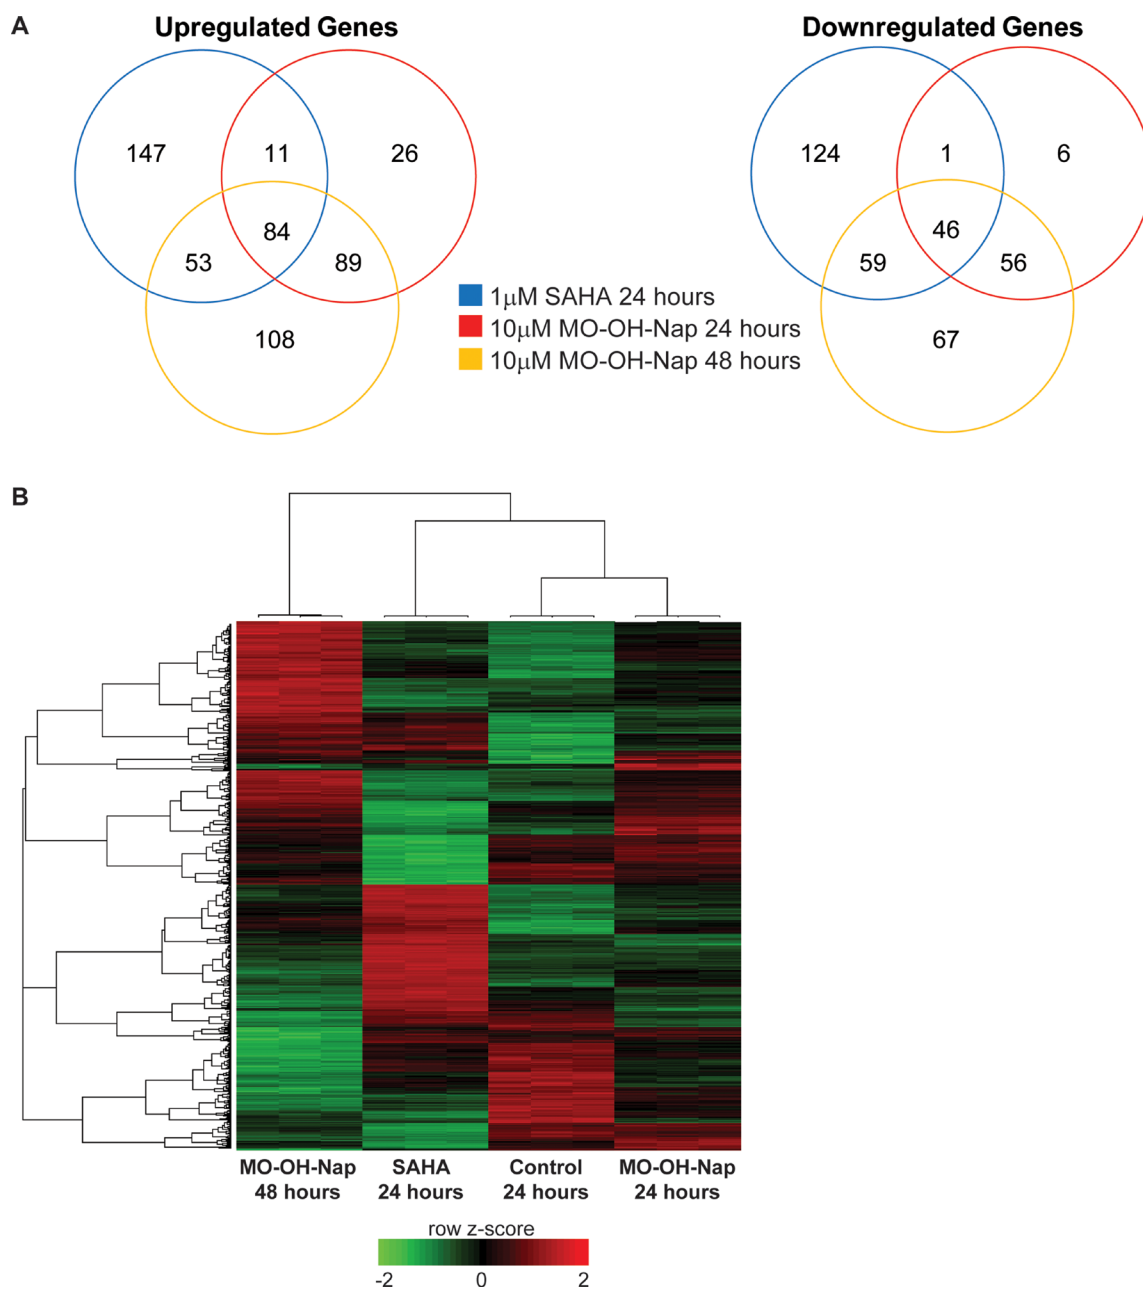 A
Upregulated Genes
Downregulated Genes
147
11
26
84
53
89
108
124
1
6
46
59
56
67
1μM SAHA 24 hours
10μM MO-OH-Nap 24 hours
10μM MO-OH-Nap 48 hours
B
MO-OH-Nap
48 hours
SAHA
24 hours
Control
24 hours
MO-OH-Nap
24 hours
row z-score
-2
0
2